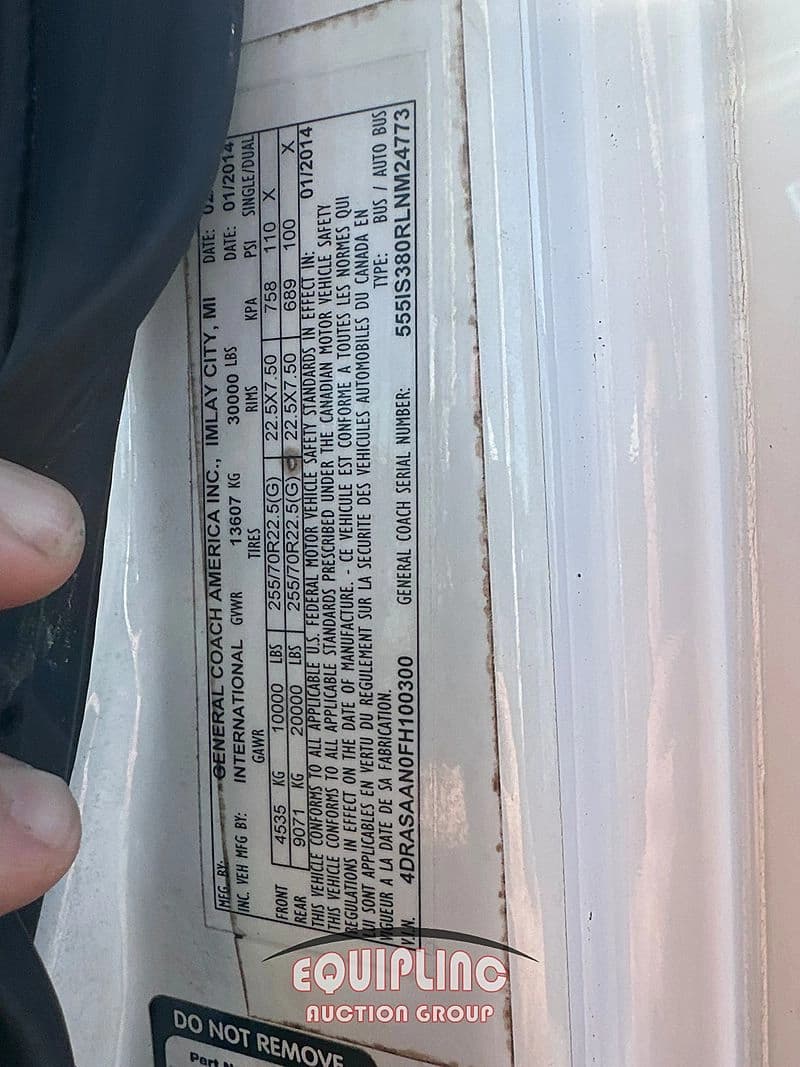 MFG BY: GENERAL COACH AMERICA INC., IMLAY CITY, MI DATE:
INC. VEH MFG BY: INTERNATIONAL GVWR 13607 KG 30000 LBS DATE: 01/2014
GAWR TIRES RIMS KPA PSI SINGLE/DUAL
FRONT 4535 KG 10000 LBS 255/70R22.5(G) 22.5X7.50 758 110 X
REAR 9071 KG 20000 LBS 255/70R22.5(G) 22.5X7.50 689 100 X
THIS VEHICLE CONFORMS TO ALL APPLICABLE U.S. FEDERAL MOTOR VEHICLE SAFETY STANDARDS IN EFFECT IN: 01/2014
THIS VEHICLE CONFORMS TO ALL APPLICABLE STANDARDS PRESCRIBED UNDER THE CANADIAN MOTOR VEHICLE SAFETY
REGULATIONS IN EFFECT ON THE DATE OF MANUFACTURE. - CE VEHICULE EST CONFORME A TOUTES LES NORMES QUI
LUI SONT APPLICABLES EN VERTU DU REGULEMENT SUR LA SECURITE DES VEHICULES AUTOMOBILES DU CANADA EN
VIGUEUR A LA DATE DE SA FABRICATION. TYPE: BUS / AUTO BUS
V.I.N. 4DRASAAN0FH100300 GENERAL COACH SERIAL NUMBER: 555IS380RLNM24773
EQUIPLINC
AUCTION GROUP
DO NOT REMOVE
Part